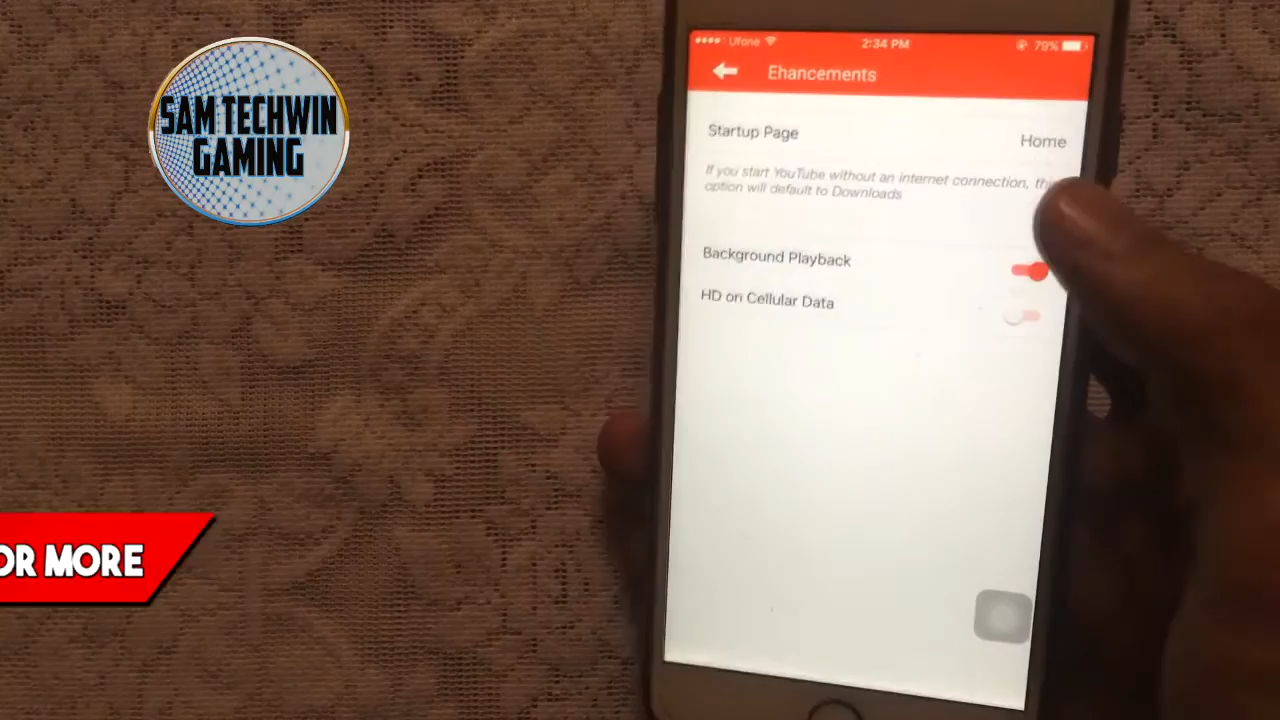 SAM TECHWIN
GAMING
OR MORE
Ufone
2:34 PM
79%
Ehancements
Startup Page
Home
If you start YouTube without an internet connection,
option will default to Downloads
Background Playback
HD on Cellular Data